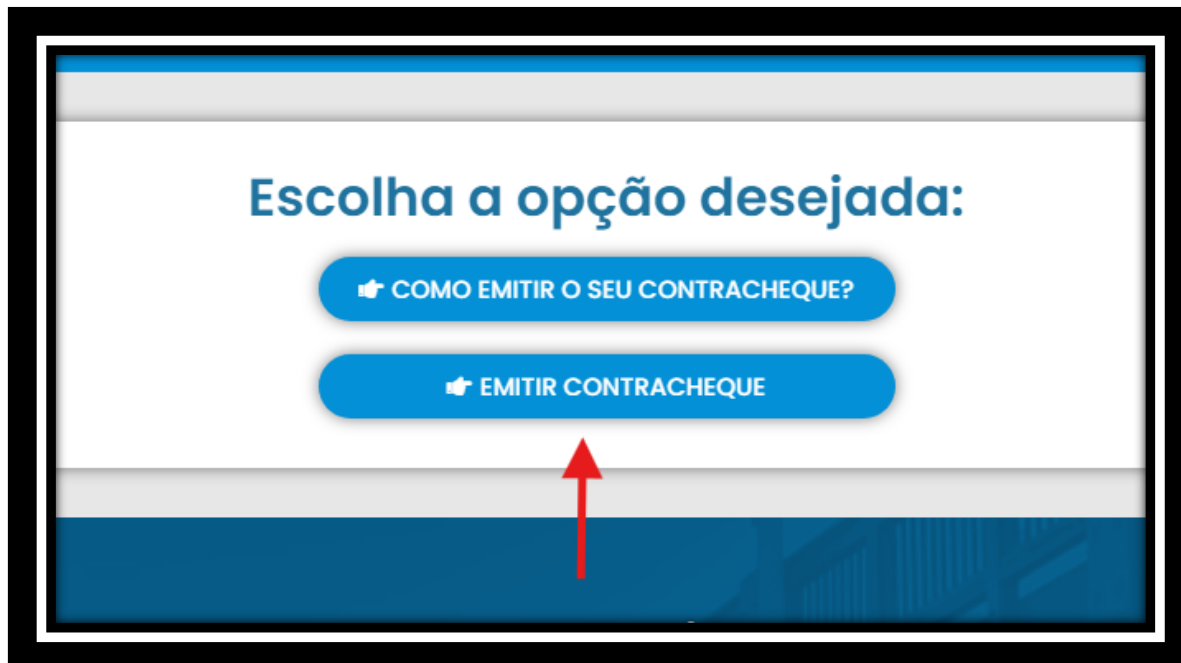 Escolha a opção desejada:
COMO EMITIR O SEU CONTRACHEQUE?
EMITIR CONTRACHEQUE